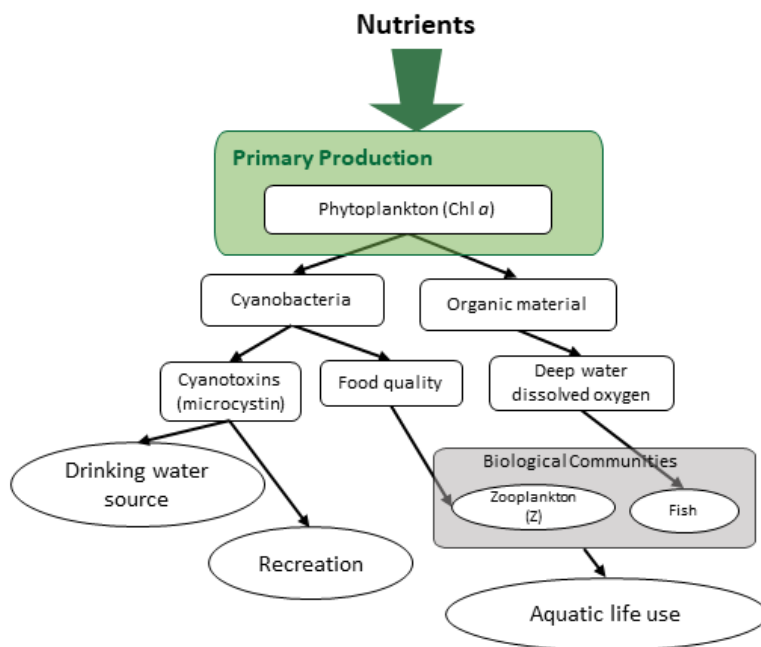 Nutrients
Primary Production
Phytoplankton (Chl a)
Cyanobacteria
Organic material
Cyanotoxins
(microcystin)
Food quality
Deep water
dissolved oxygen
Drinking water
source
Biological Communities
Zooplankton
(Z)
Fish
Recreation
Aquatic life use